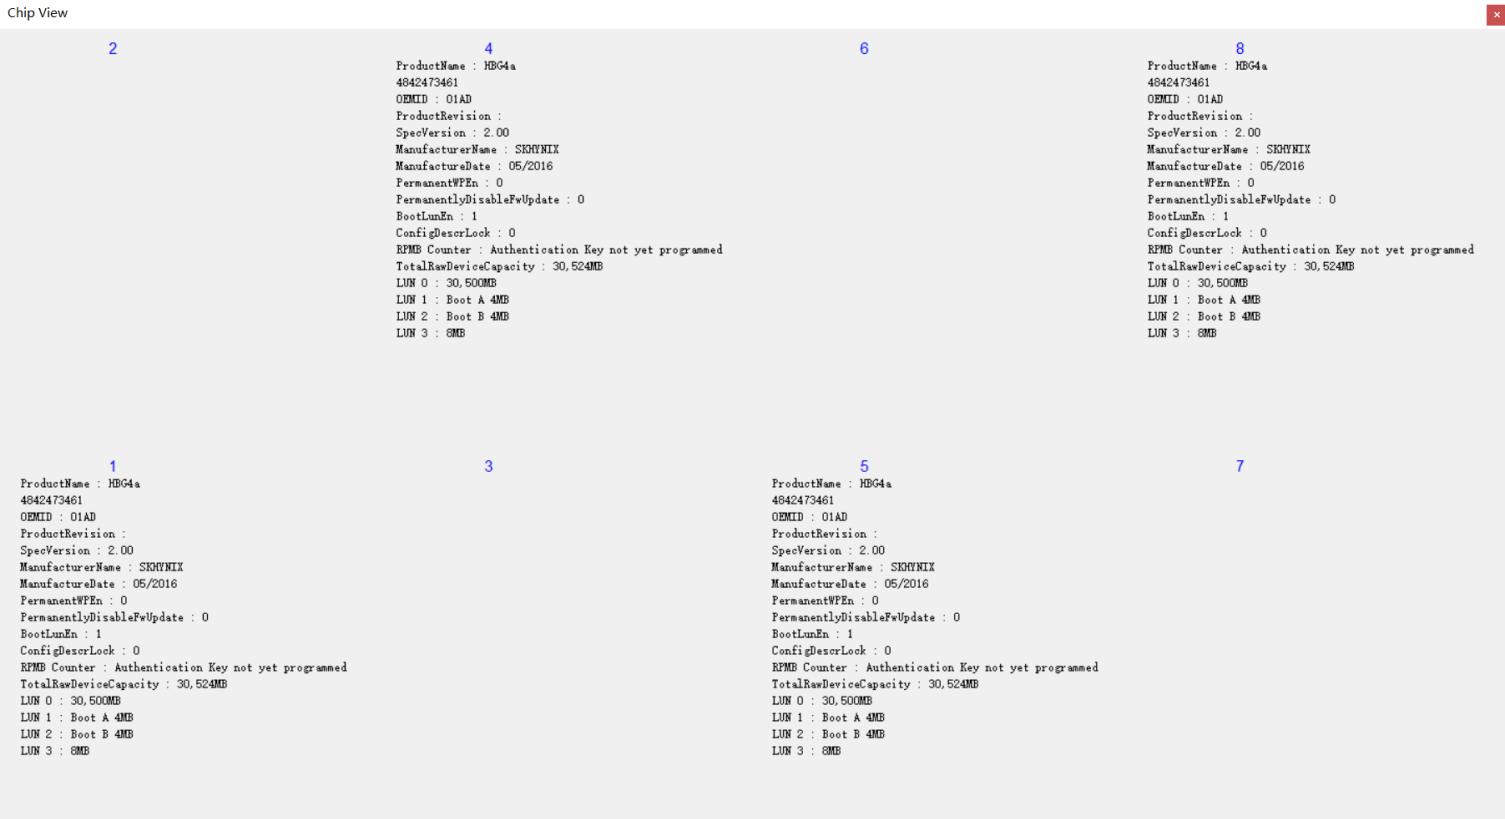 Chip View
2
4
ProductName : HBG4a
4842473461
OEMID : 01AD
ProductRevision :
SpecVersion : 2.00
ManufacturerName : SKHYNIX
ManufactureDate : 05/2016
PermanentWPEn : 0
PermanentlyDisableFwUpdate : 0
BootLunEn : 1
ConfigDescrLock : 0
RPMB Counter : Authentication Key not yet programmed
TotalRawDeviceCapacity : 30,524MB
LUN 0 : 30,500MB
LUN 1 : Boot A 4MB
LUN 2 : Boot B 4MB
LUN 3 : 8MB
6
8
ProductName : HBG4a
4842473461
OEMID : 01AD
ProductRevision :
SpecVersion : 2.00
ManufacturerName : SKHYNIX
ManufactureDate : 05/2016
PermanentWPEn : 0
PermanentlyDisableFwUpdate : 0
BootLunEn : 1
ConfigDescrLock : 0
RPMB Counter : Authentication Key not yet programmed
TotalRawDeviceCapacity : 30,524MB
LUN 0 : 30,500MB
LUN 1 : Boot A 4MB
LUN 2 : Boot B 4MB
LUN 3 : 8MB
1
ProductName : HBG4a
4842473461
OEMID : 01AD
ProductRevision :
SpecVersion : 2.00
ManufacturerName : SKHYNIX
ManufactureDate : 05/2016
PermanentWPEn : 0
PermanentlyDisableFwUpdate : 0
BootLunEn : 1
ConfigDescrLock : 0
RPMB Counter : Authentication Key not yet programmed
TotalRawDeviceCapacity : 30,524MB
LUN 0 : 30,500MB
LUN 1 : Boot A 4MB
LUN 2 : Boot B 4MB
LUN 3 : 8MB
3
5
ProductName : HBG4a
4842473461
OEMID : 01AD
ProductRevision :
SpecVersion : 2.00
ManufacturerName : SKHYNIX
ManufactureDate : 05/2016
PermanentWPEn : 0
PermanentlyDisableFwUpdate : 0
BootLunEn : 1
ConfigDescrLock : 0
RPMB Counter : Authentication Key not yet programmed
TotalRawDeviceCapacity : 30,524MB
LUN 0 : 30,500MB
LUN 1 : Boot A 4MB
LUN 2 : Boot B 4MB
LUN 3 : 8MB
7